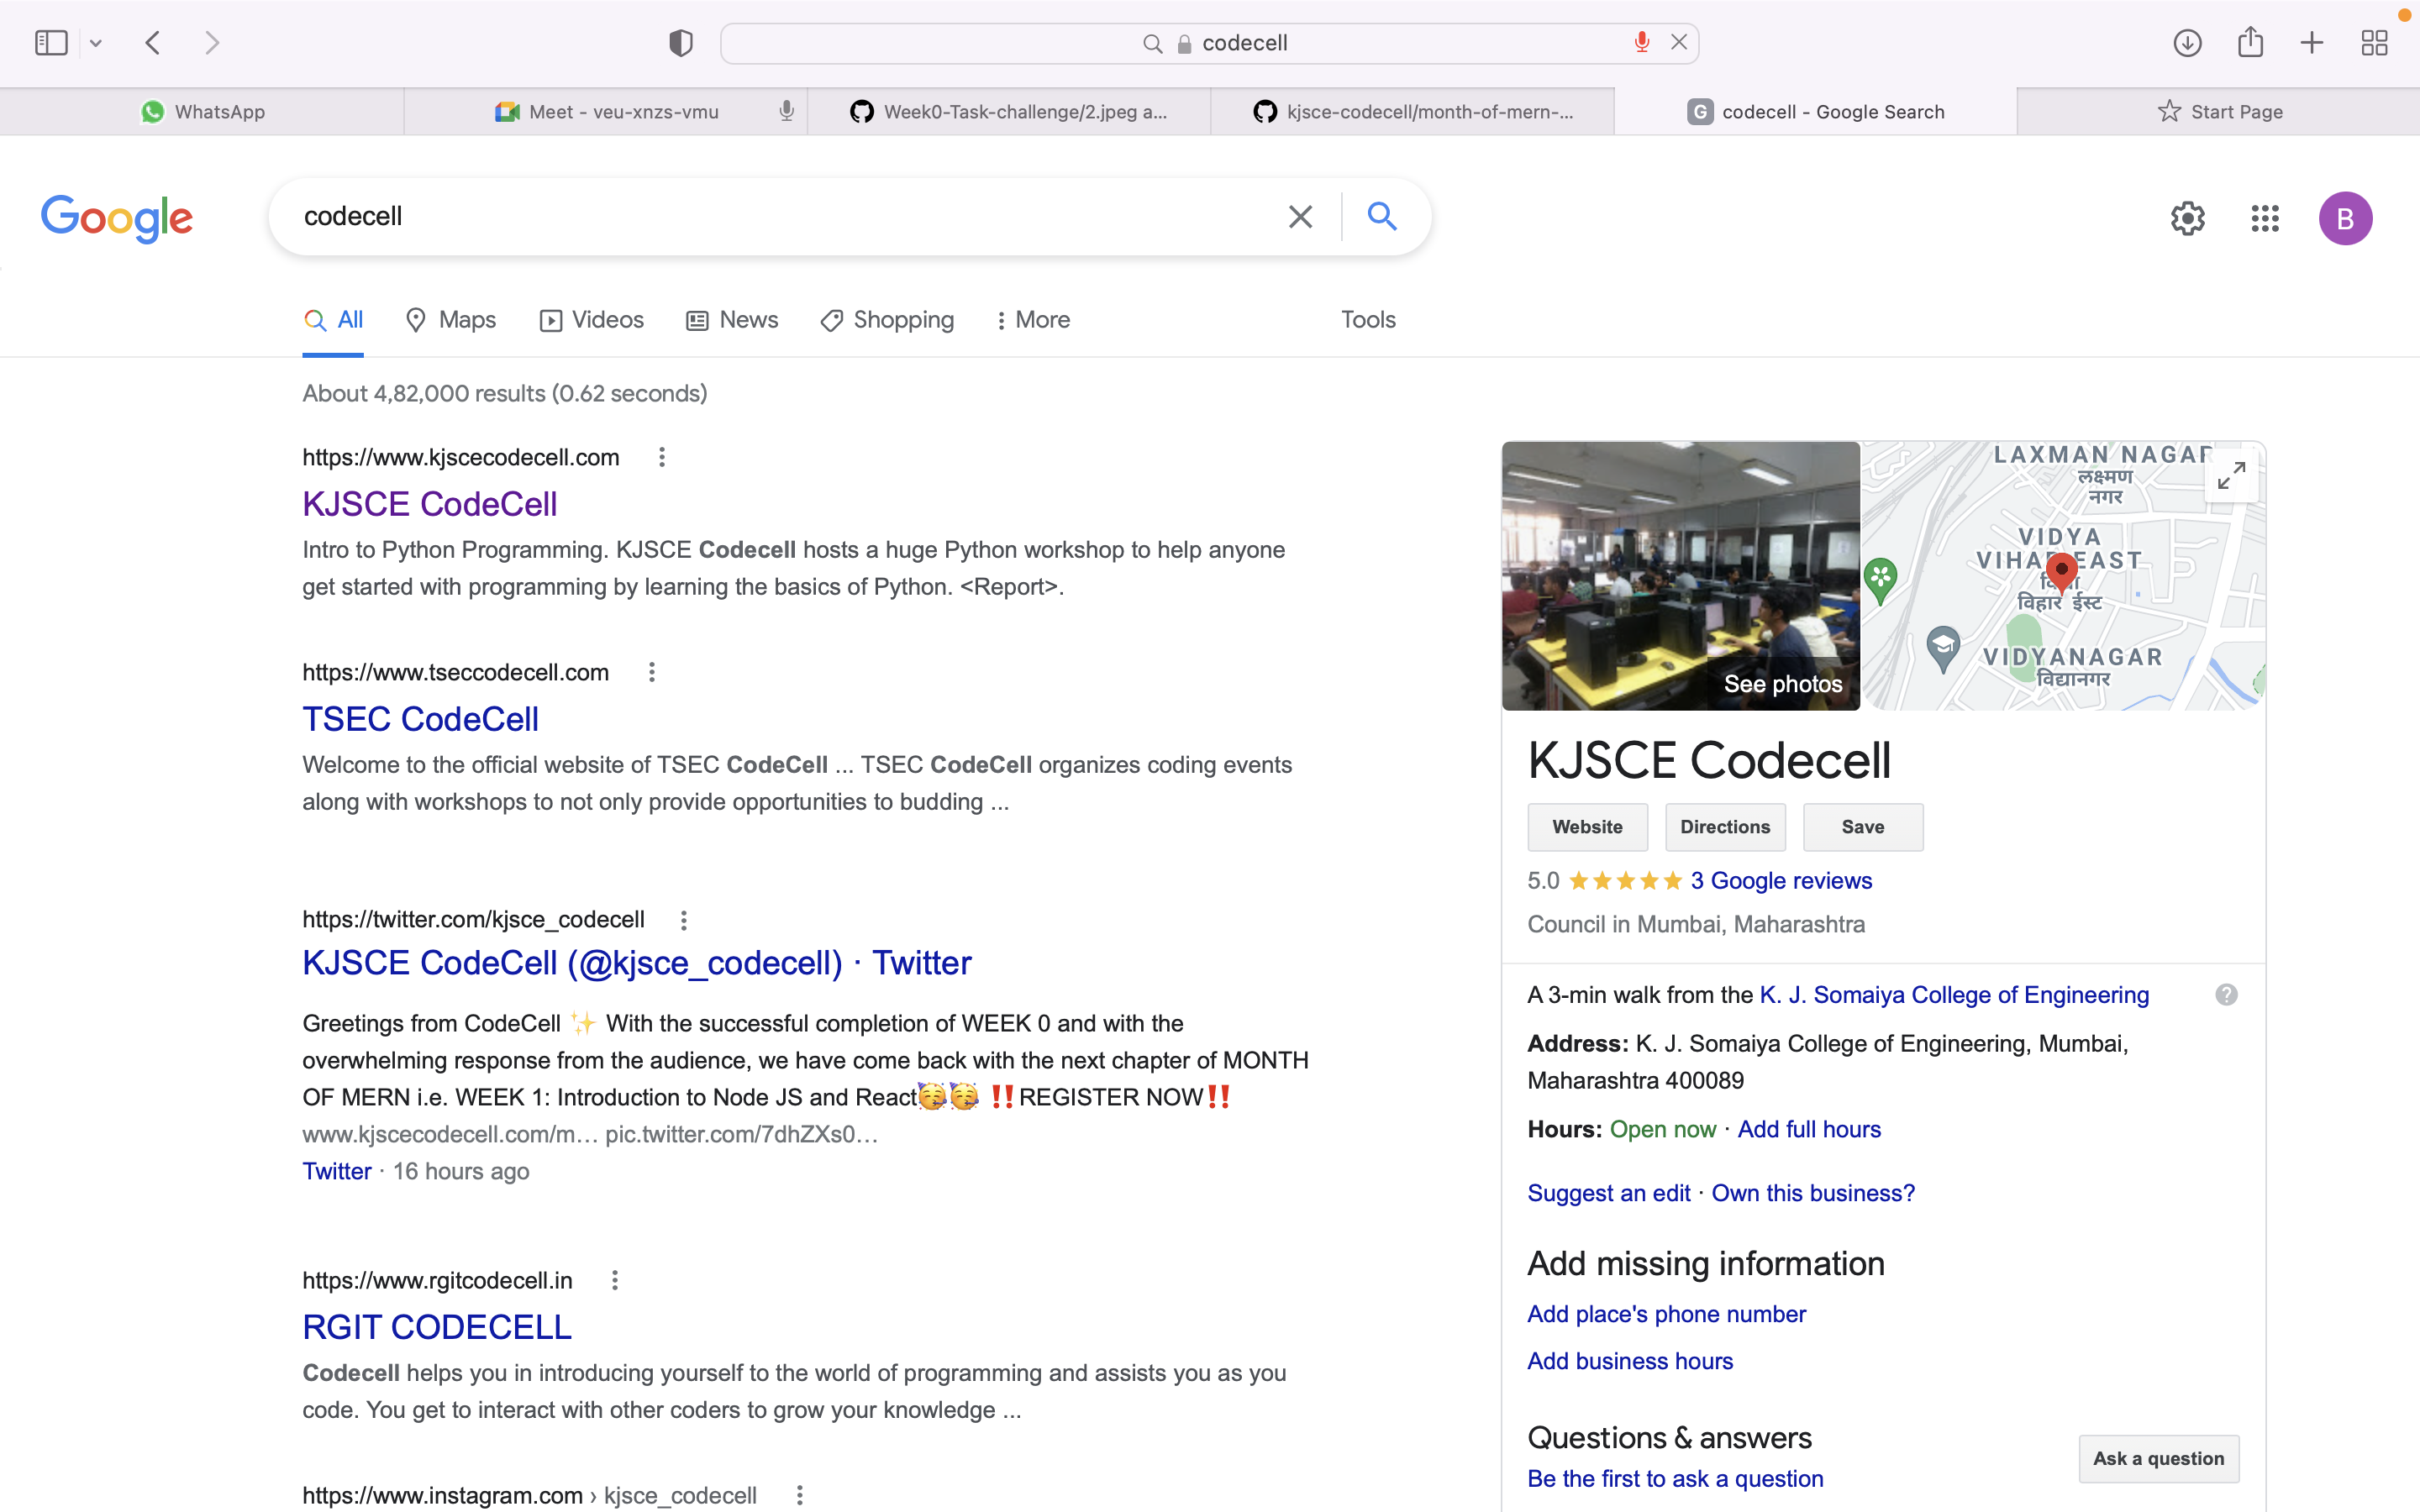 codecell
WhatsApp
Meet - veu-xnzs-vmu
Week0-Task-challenge/2.jpeg a...
kjsce-codecell/month-of-mern-...
G codecell - Google Search
Start Page
Google
codecell
B
All
Maps
Videos
News
Shopping
More
Tools
About 4,82,000 results (0.62 seconds)
https://www.kjscecodecell.com
KJSCE CodeCell
Intro to Python Programming. KJSCE Codecell hosts a huge Python workshop to help anyone
get started with programming by learning the basics of Python. <Report>.
https://www.tseccodecell.com
TSEC CodeCell
Welcome to the official website of TSEC CodeCell ... TSEC CodeCell organizes coding events
along with workshops to not only provide opportunities to budding ...
https://twitter.com/kjsce_codecell
KJSCE CodeCell (@kjsce_codecell) · Twitter
Greetings from CodeCell ✨ With the successful completion of WEEK 0 and with the
overwhelming response from the audience, we have come back with the next chapter of MONTH
OF MERN i.e. WEEK 1: Introduction to Node JS and React🥳🥳 ‼️REGISTER NOW‼️
www.kjscecodecell.com/m... pic.twitter.com/7dhZXs0...
Twitter · 16 hours ago
https://www.rgitcodecell.in
RGIT CODECELL
Codecell helps you in introducing yourself to the world of programming and assists you as you
code. You get to interact with other coders to grow your knowledge ...
https://www.instagram.com › kjsce_codecell
See photos
LAXMAN NAGAR
लक्ष्मण
नगर
VIDYA
VIHAR EAST
विहार ईस्ट
VIDYANAGAR
विद्यानगर
KJSCE Codecell
Website
Directions
Save
5.0 ★★★★★ 3 Google reviews
Council in Mumbai, Maharashtra
A 3-min walk from the K. J. Somaiya College of Engineering
Address: K. J. Somaiya College of Engineering, Mumbai,
Maharashtra 400089
Hours: Open now · Add full hours
Suggest an edit · Own this business?
Add missing information
Add place's phone number
Add business hours
Questions & answers
Be the first to ask a question
Ask a question